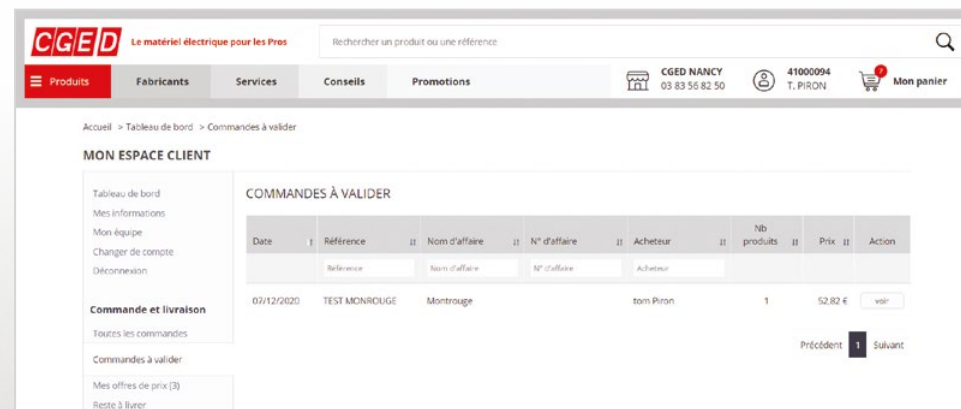 CGED Le matériel électrique pour les Pros
Rechercher un produit ou une référence
Produits Fabricants Services Conseils Promotions
CGED NANCY
03 83 56 82 50
41000094
T. PIRON
7
Mon panier
Accueil > Tableau de bord > Commandes à valider
MON ESPACE CLIENT
Tableau de bord
Mes informations
Mon équipe
Changer de compte
Déconnexion
Commande et livraison
Toutes les commandes
Commandes à valider
Mes offres de prix (3)
Reste à livrer
COMMANDES À VALIDER
Date Référence Nom d'affaire N° d'affaire Acheteur Nb produits Prix Action
Référence Nom d'affaire N° d'affaire Acheteur
07/12/2020 TEST MONROUGE Montrouge tom Piron 1 52,82 € voir
Précédent 1 Suivant